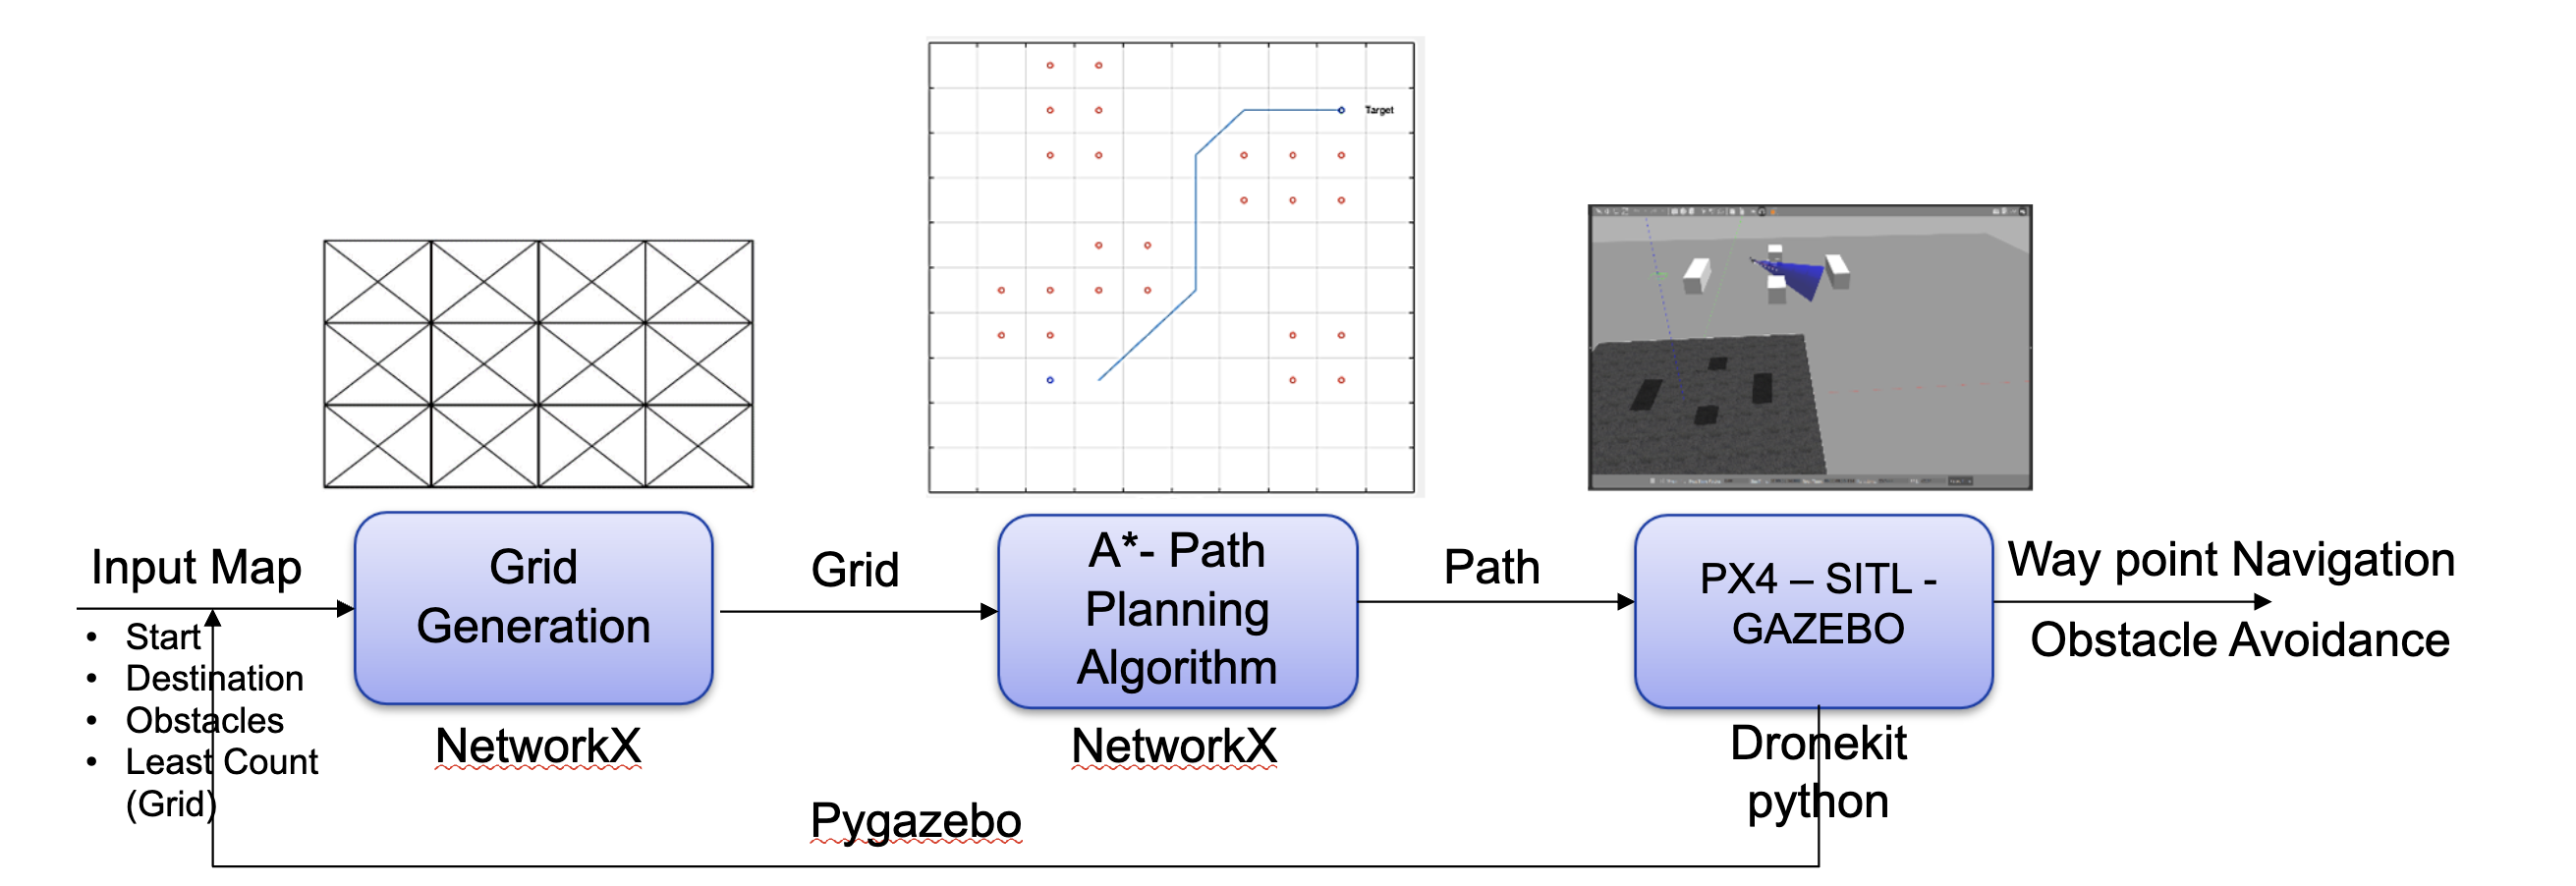 Target
Input Map
• Start
• Destination
• Obstacles
• Least Count
(Grid)
Grid
Generation
NetworkX
Grid
A*- Path
Planning
Algorithm
NetworkX
Path
PX4 – SITL -
GAZEBO
Dronekit
python
Way point Navigation
Obstacle Avoidance
Pygazebo